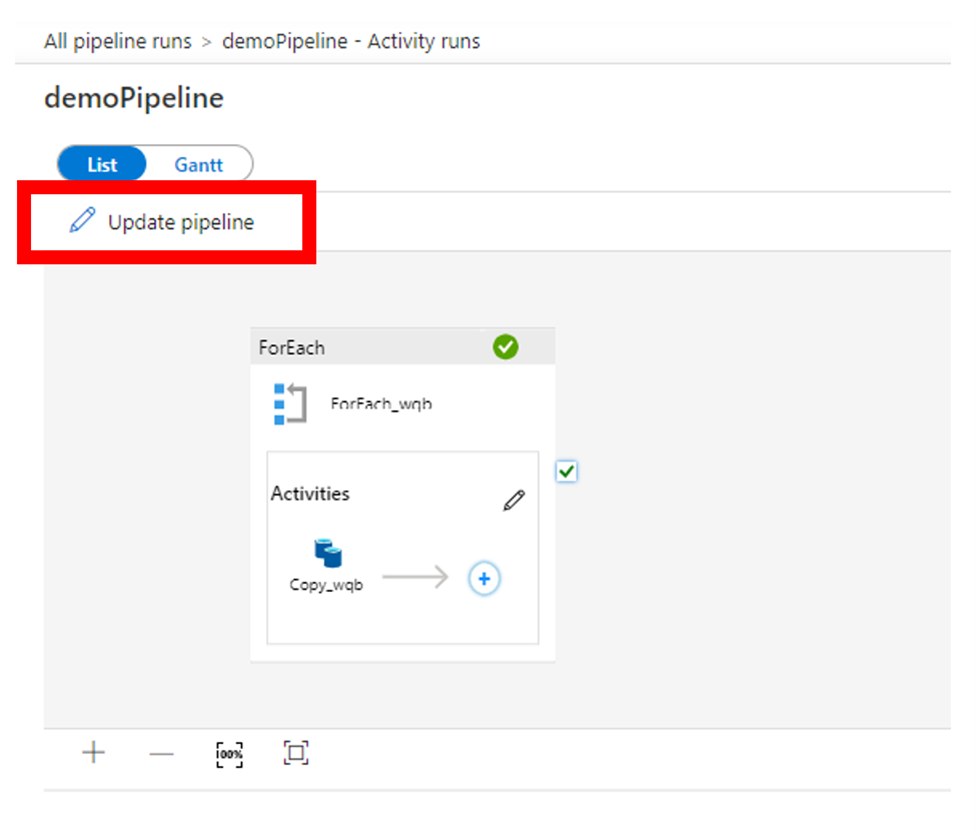 All pipeline runs > demoPipeline - Activity runs
demoPipeline
List Gantt
Update pipeline
ForEach
ForEach_wqb
Activities
Copy_wqb
100%